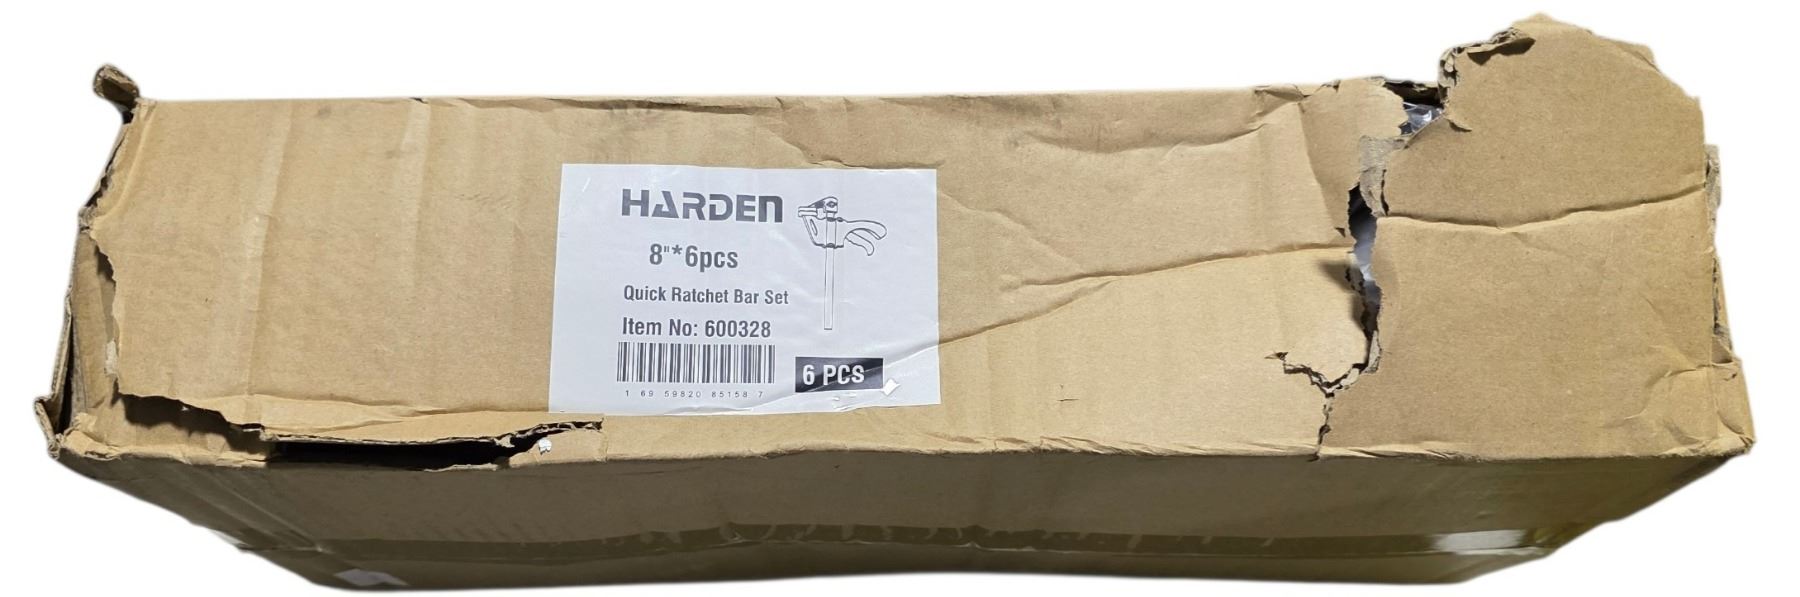 HARDEN
8"*6pcs
Quick Ratchet Bar Set
Item No: 600328
6 PCS
1 69 59820 85158 7